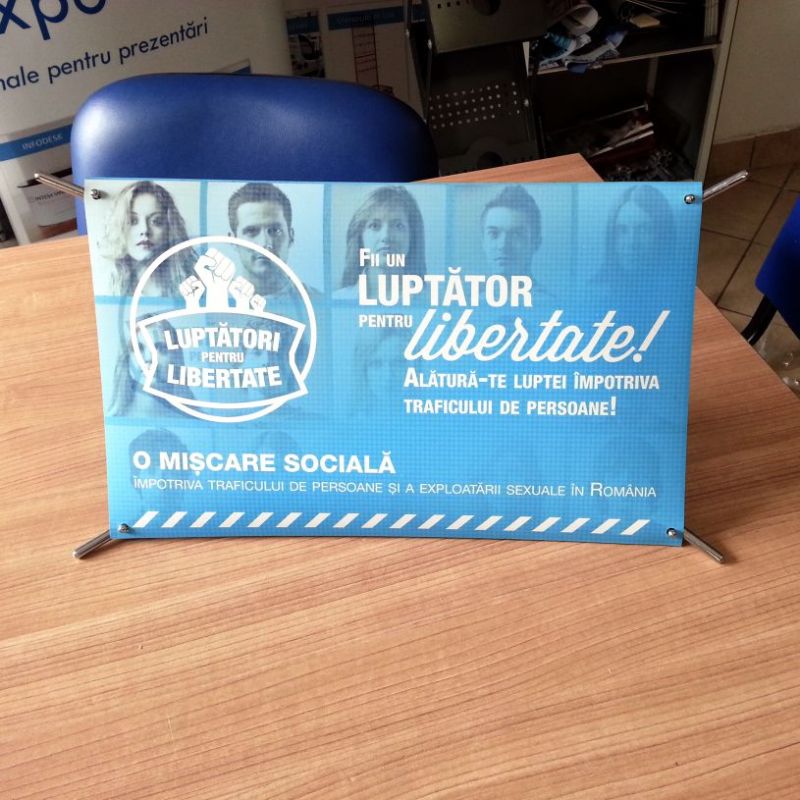 xpo
nale pentru prezentări
INFODESK
LUPTĂTORI
PENTRU
LIBERTATE
FII UN
LUPTĂTOR
PENTRU libertate!
ALĂTURĂ-TE LUPTEI ÎMPOTRIVA
TRAFICULUI DE PERSOANE!
O MIȘCARE SOCIALĂ
ÎMPOTRIVA TRAFICULUI DE PERSOANE ȘI A EXPLOATĂRII SEXUALE ÎN ROMÂNIA